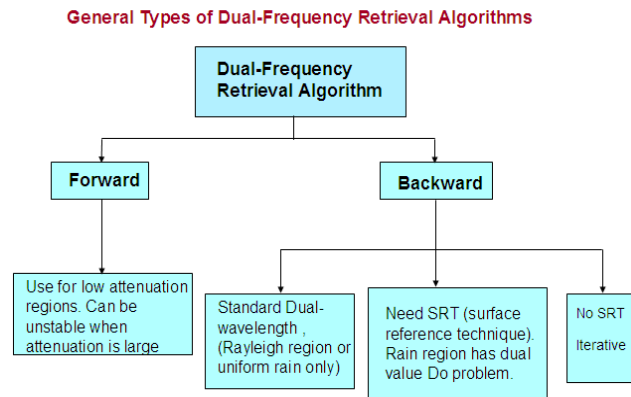 General Types of Dual-Frequency Retrieval Algorithms
Dual-Frequency
Retrieval Algorithm
Forward
Backward
Use for low attenuation
regions. Can be
unstable when
attenuation is large
Standard Dual-
wavelength ,
(Rayleigh region or
uniform rain only)
Need SRT (surface
reference technique).
Rain region has dual
value Do problem.
No SRT
Iterative